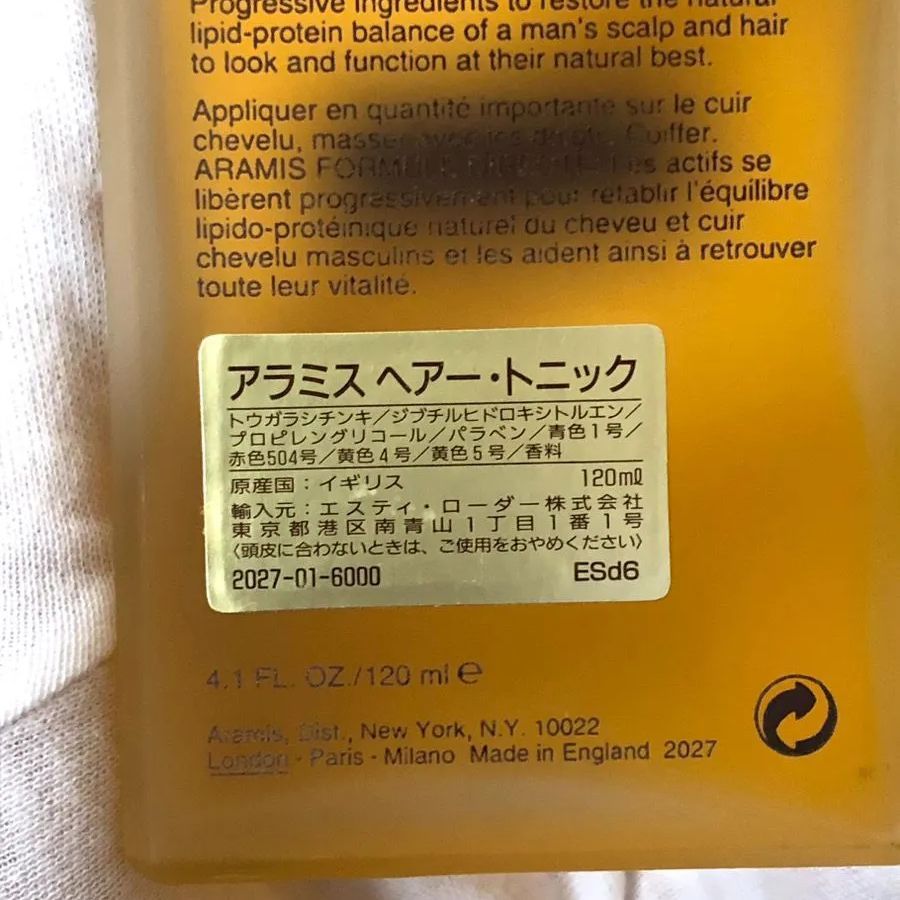 Progressive ingredients to restore the natural
lipid-protein balance of a man's scalp and hair
to look and function at their natural best.
Appliquer en quantité importante sur le cuir
chevelu, masser avec les doigts. Coiffer.
ARAMIS Les actifs se
libèrent progressivement pour rétablir l'équilibre
lipido-protéinique naturel du cheveu et cuir
chevelu masculins et les aident ainsi à retrouver
toute leur vitalité.
アラミス ヘアー・トニック
トウガラシチンキ/ジブチルヒドロキシトルエン/
プロピレングリコール/パラベン/青色1号/
赤色504号/黄色4号/黄色5号/香料
原産国:イギリス 120ml
輸入元:エスティ・ローダー株式会社
東京都港区南青山1丁目1番1号
〈頭皮に合わないときは、ご使用をおやめください〉
2027-01-6000 ESd6
4.1 FL. OZ./120 ml ℮
Aramis, Dist., New York, N.Y. 10022
London - Paris - Milano Made in England 2027